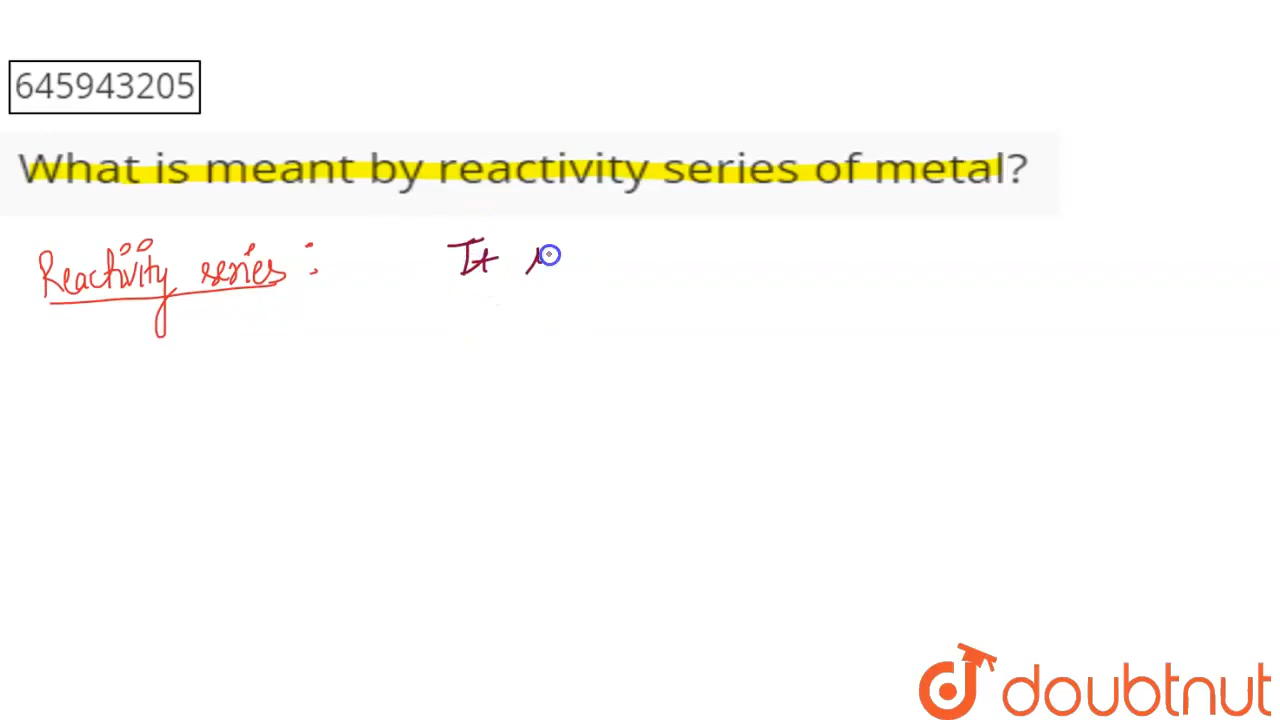 645943205
What is meant by reactivity series of metal?
Reactivity series : It
doubtnut